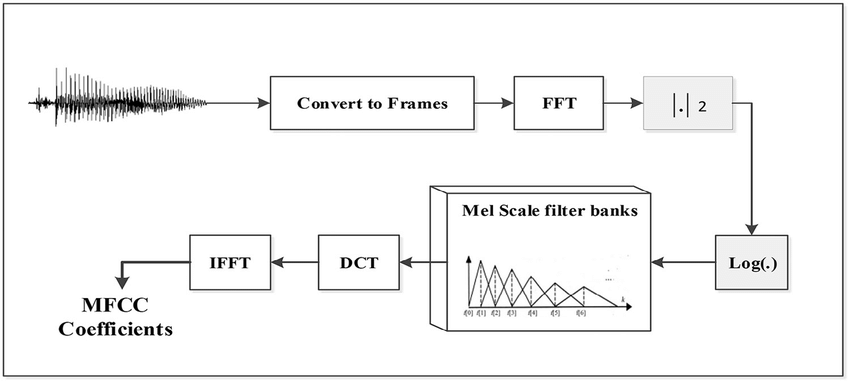 Convert to Frames
FFT
|.| 2
Log(.)
Mel Scale filter banks
....
k
f[0] f[1] f[2] f[3] f[4] f[5] f[6]
DCT
IFFT
MFCC
Coefficients